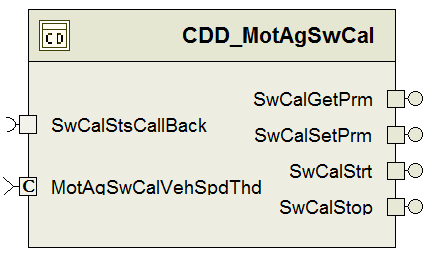 CD
CDD_MotAgSwCal
SwCalGetPrm
SwCalStsCallBack
SwCalSetPrm
SwCalStrt
C
MotAgSwCalVehSpdThd
SwCalStop